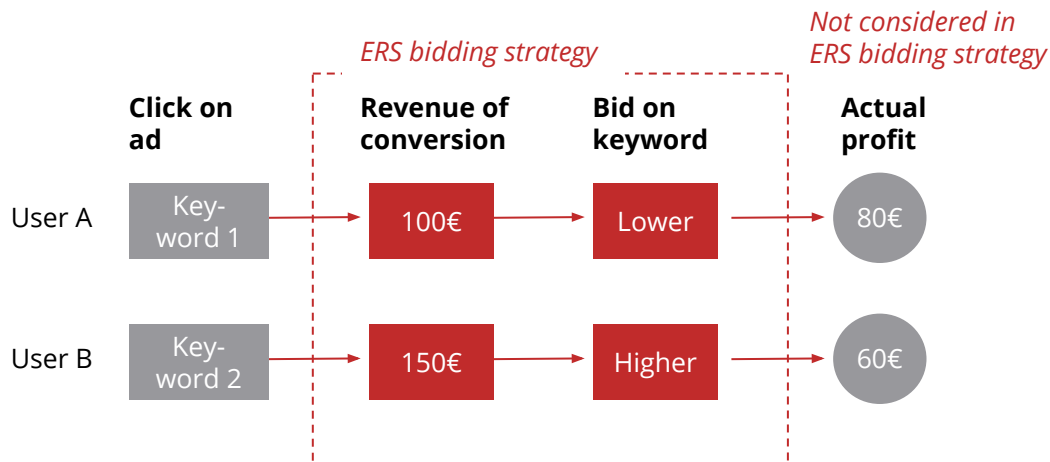 Not considered in
ERS bidding strategy
ERS bidding strategy
Click on
ad
Revenue of
conversion
Bid on
keyword
Actual
profit
User A
Key-
word 1
100€
Lower
80€
User B
Key-
word 2
150€
Higher
60€